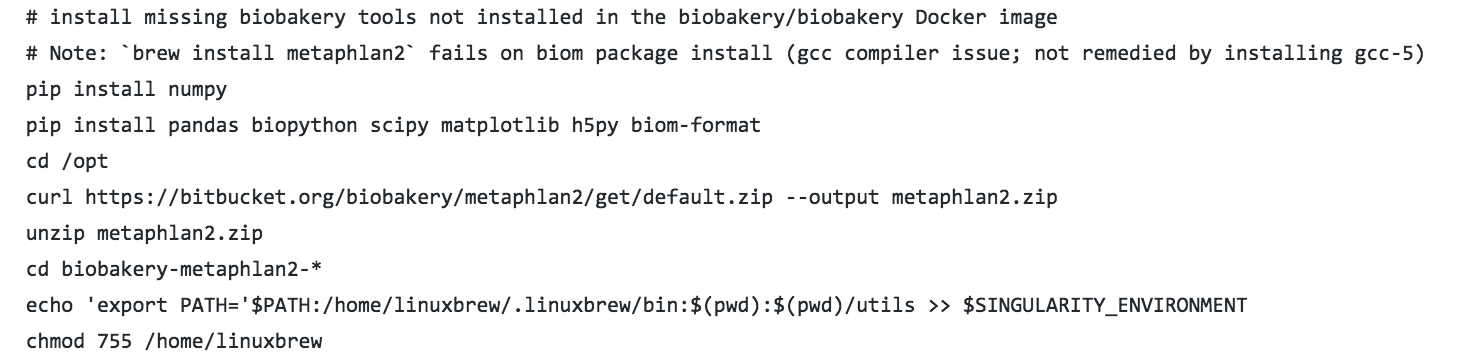 # install missing biobakery tools not installed in the biobakery/biobakery Docker image
# Note: `brew install metaphlan2` fails on biom package install (gcc compiler issue; not remedied by installing gcc-5)
pip install numpy
pip install pandas biopython scipy matplotlib h5py biom-format
cd /opt
curl https://bitbucket.org/biobakery/metaphlan2/get/default.zip --output metaphlan2.zip
unzip metaphlan2.zip
cd biobakery-metaphlan2-*
echo 'export PATH='$PATH:/home/linuxbrew/.linuxbrew/bin:$(pwd):$(pwd)/utils >> $SINGULARITY_ENVIRONMENT
chmod 755 /home/linuxbrew